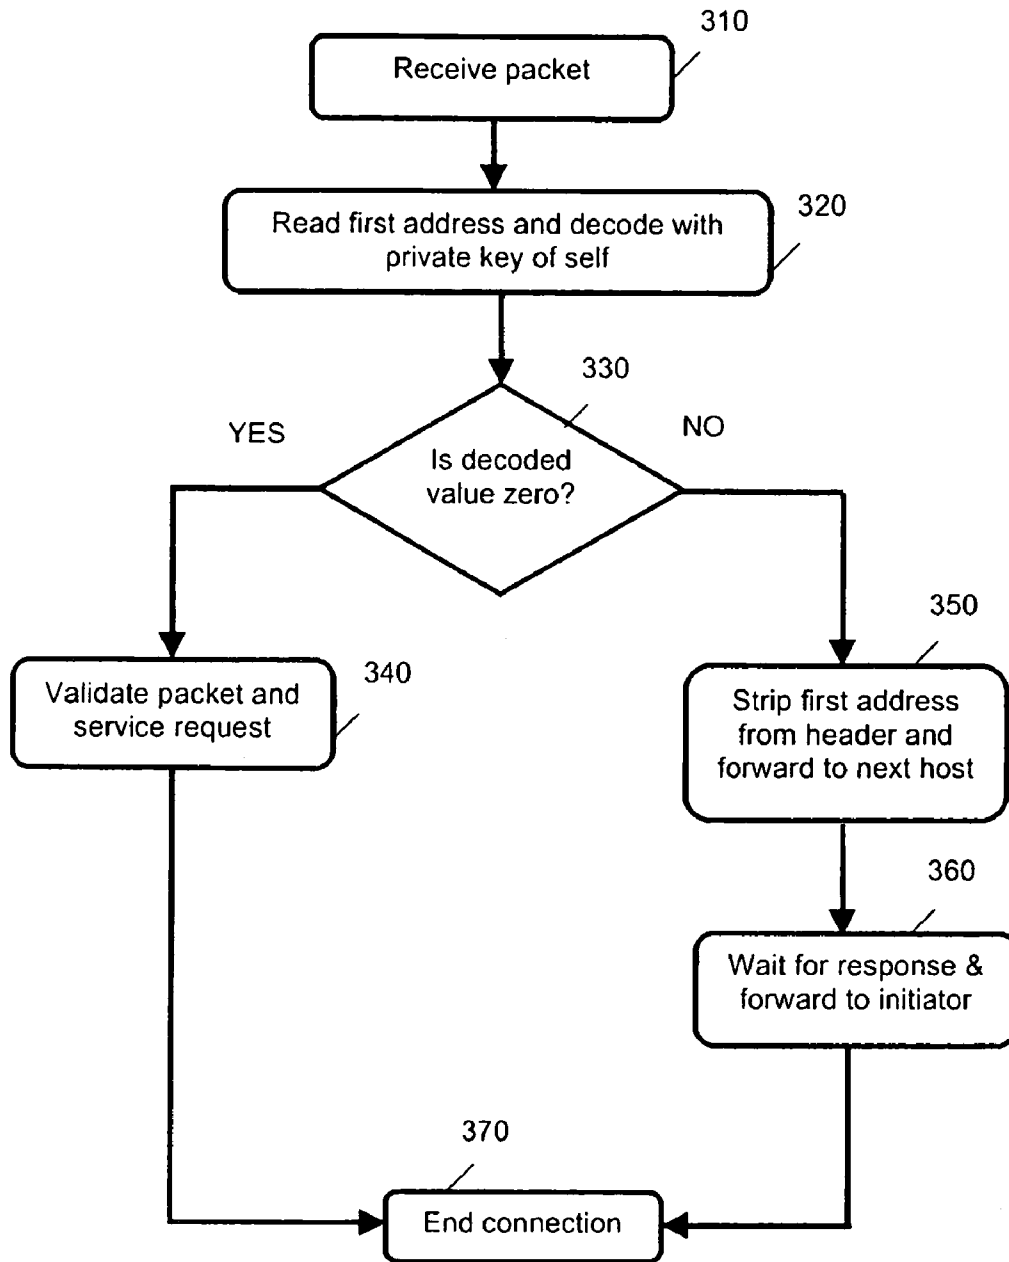 310
Receive packet
320
Read first address and decode with
private key of self
330
YES
NO
Is decoded
value zero?
350
340
Validate packet and
service request
Strip first address
from header and
forward to next host
360
Wait for response &
forward to initiator
370
End connection